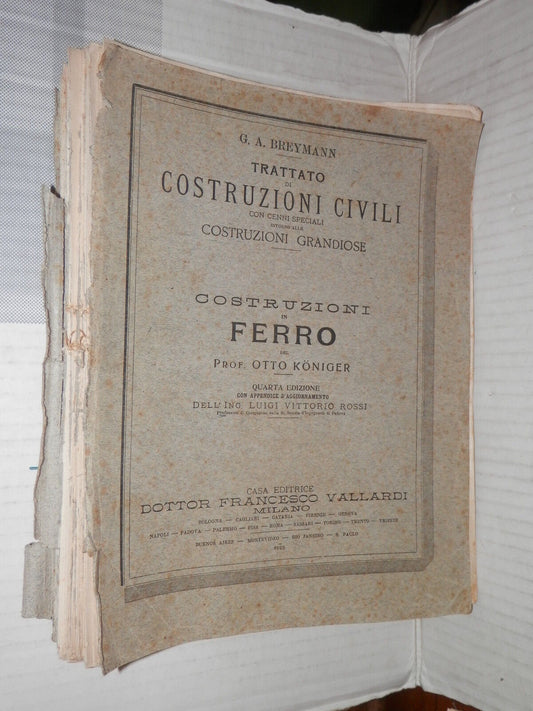 G. A. BREYMANN
TRATTATO
DI
COSTRUZIONI CIVILI
CON CENNI SPECIALI
INTORNO ALLE
COSTRUZIONI GRANDIOSE
COSTRUZIONI
IN
FERRO
DEL
PROF. OTTO KÖNIGER
QUARTA EDIZIONE
CON APPENDICE D'AGGIORNAMENTO
DELL'ING. LUIGI VITTORIO ROSSI
CASA EDITRICE
DOTTOR FRANCESCO VALLARDI
MILANO
BOLOGNA — CAGLIARI — CATANIA — FIRENZE — GENOVA
NAPOLI — PADOVA — PALERMO — PISA — ROMA — SASSARI — TORINO — TRENTO — TRIESTE
BUENOS AIRES — MONTEVIDEO — RIO JANEIRO — S. PAULO